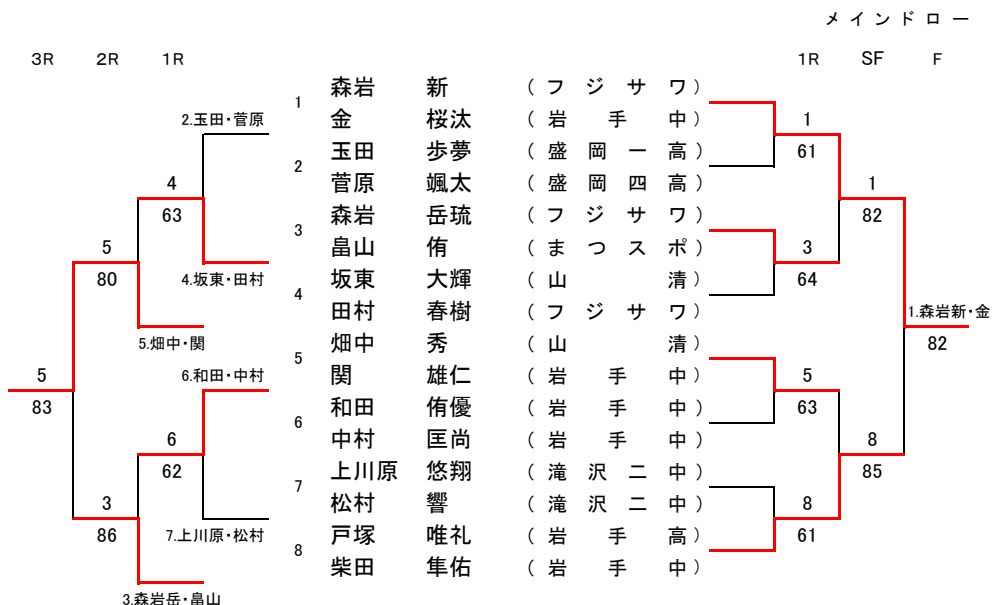 メインドロー
3R 2R 1R 1R SF F
森岩 新 (フジサワ)
1
2.玉田・菅原 金 桜汰 (岩手中) 1
玉田 歩夢 (盛岡一高) 61
2
4 菅原 颯太 (盛岡四高) 1
63 森岩 岳琉 (フジサワ) 82
3
5 畠山 侑 (まつスポ) 3
80 4.坂東・田村 坂東 大輝 (山清) 64
4
田村 春樹 (フジサワ) 1.森岩新・金
5.畑中・関 畑中 秀 (山清) 82
5
5 6.和田・中村 関 雄仁 (岩手中) 5
83 和田 侑優 (岩手中) 63
6
6 中村 匡尚 (岩手中) 8
62 上川原 悠翔 (滝沢二中) 85
7
3 松村 響 (滝沢二中) 8
86 7.上川原・松村 戸塚 唯礼 (岩手高) 61
8
柴田 隼佑 (岩手中)
3.森岩岳・畠山